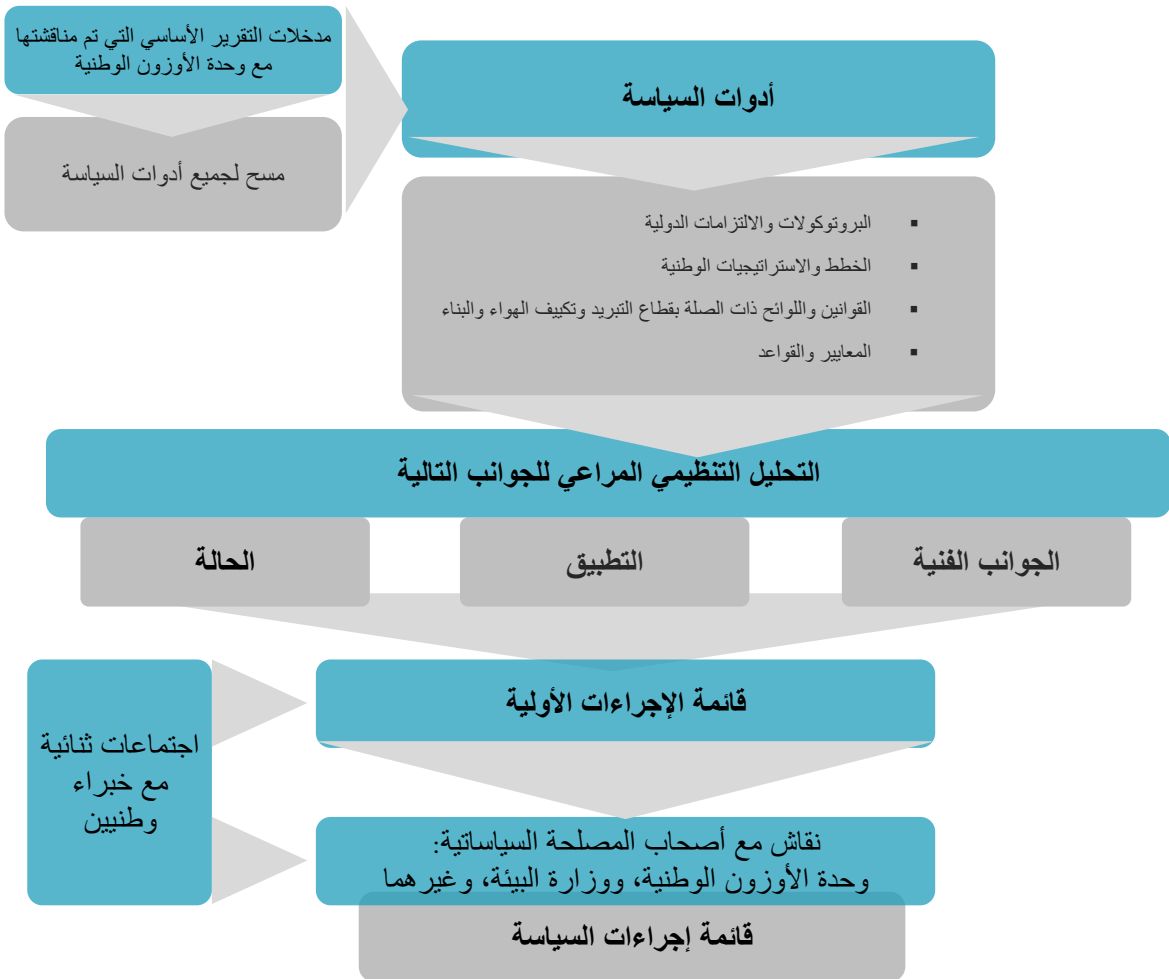 مدخلات التقرير الأساسي التي تم مناقشتها
مع وحدة الأوزون الوطنية
مسح لجميع أدوات السياسة
أدوات السياسة
▪ البروتوكولات والالتزامات الدولية
▪ الخطط والاستراتيجيات الوطنية
▪ القوانين واللوائح ذات الصلة بقطاع التبريد وتكييف الهواء والبناء
▪ المعايير والقواعد
التحليل التنظيمي المراعي للجوانب التالية
الجوانب الفنية
التطبيق
الحالة
قائمة الإجراءات الأولية
اجتماعات ثنائية
مع خبراء
وطنيين
نقاش مع أصحاب المصلحة السياساتية:
وحدة الأوزون الوطنية، ووزارة البيئة، وغيرهما
قائمة إجراءات السياسة